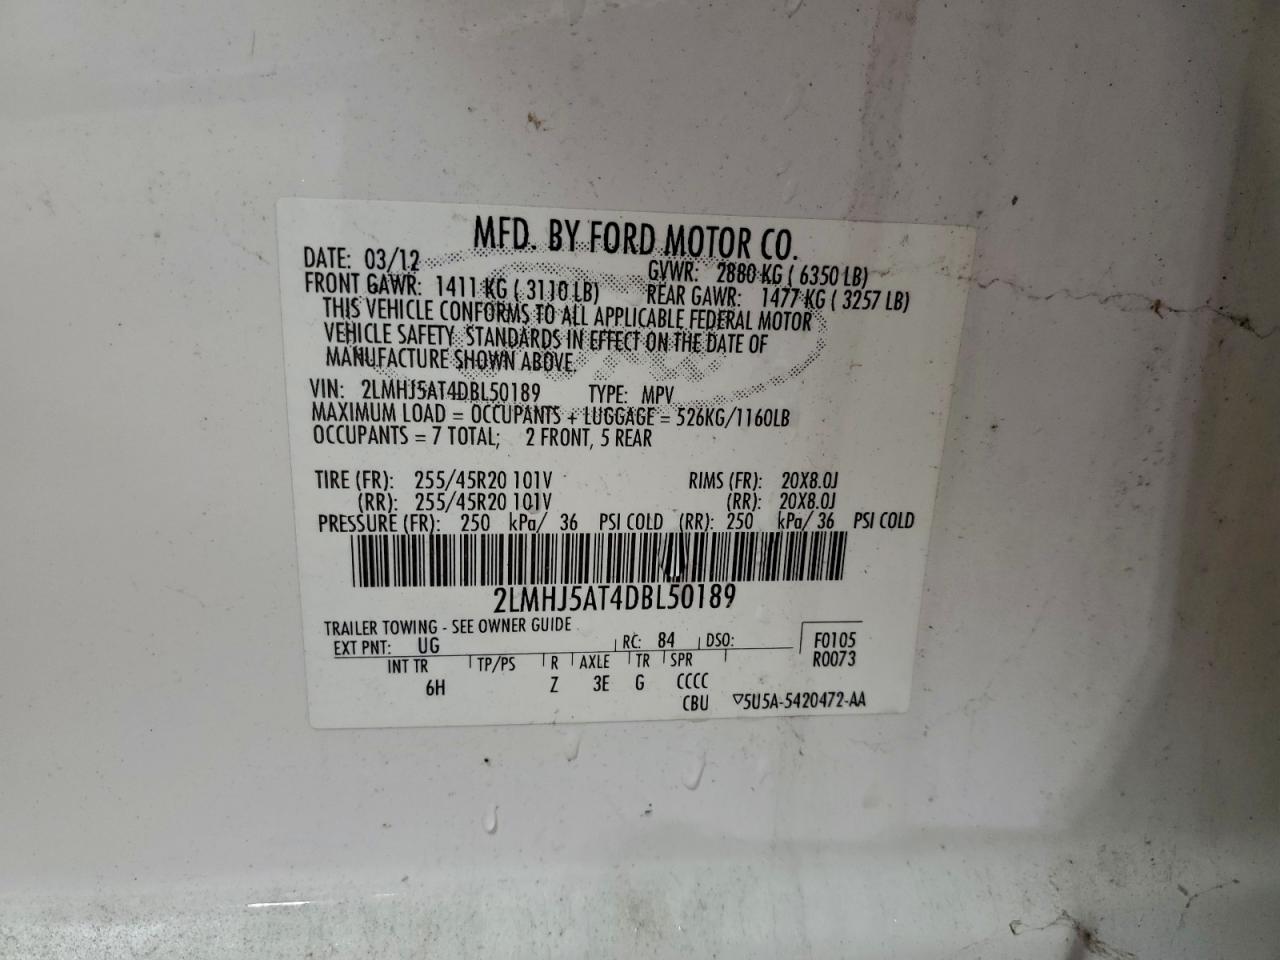 MFD. BY FORD MOTOR CO.
DATE: 03/12 GVWR: 2880 KG ( 6350 LB)
FRONT GAWR: 1411 KG ( 3110 LB) REAR GAWR: 1477 KG ( 3257 LB)
THIS VEHICLE CONFORMS TO ALL APPLICABLE FEDERAL MOTOR
VEHICLE SAFETY STANDARDS IN EFFECT ON THE DATE OF
MANUFACTURE SHOWN ABOVE.
VIN: 2LMHJ5AT4DBL50189 TYPE: MPV
MAXIMUM LOAD = OCCUPANTS + LUGGAGE = 526KG/1160LB
OCCUPANTS = 7 TOTAL; 2 FRONT, 5 REAR
TIRE (FR): 255/45R20 101V RIMS (FR): 20X8.0J
(RR): 255/45R20 101V (RR): 20X8.0J
PRESSURE (FR): 250 kPa/ 36 PSI COLD (RR): 250 kPa/ 36 PSI COLD
2LMHJ5AT4DBL50189
TRAILER TOWING - SEE OWNER GUIDE
EXT PNT: UG RC: 84 DSO: F0105
INT TR TP/PS R AXLE TR SPR R0073
6H Z 3E G CCCC
CBU ▽5U5A-5420472-AA